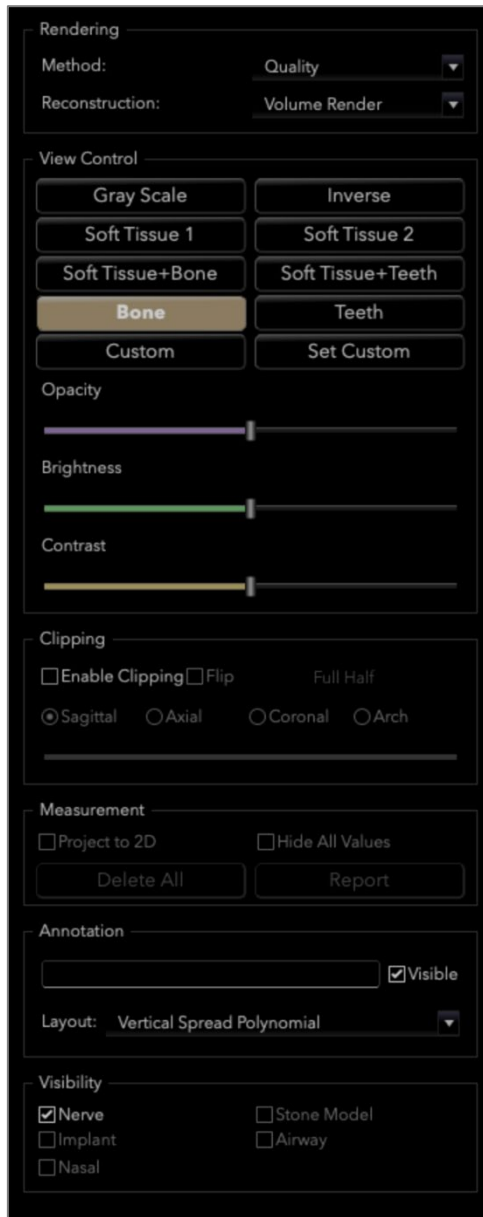 Rendering
Method: Quality
Reconstruction: Volume Render
View Control
Gray Scale Inverse
Soft Tissue 1 Soft Tissue 2
Soft Tissue+Bone Soft Tissue+Teeth
Bone Teeth
Custom Set Custom
Opacity
Brightness
Contrast
Clipping
Enable Clipping Flip Full Half
Sagittal Axial Coronal Arch
Measurement
Project to 2D Hide All Values
Delete All Report
Annotation
Visible
Layout: Vertical Spread Polynomial
Visibility
Nerve Stone Model
Implant Airway
Nasal